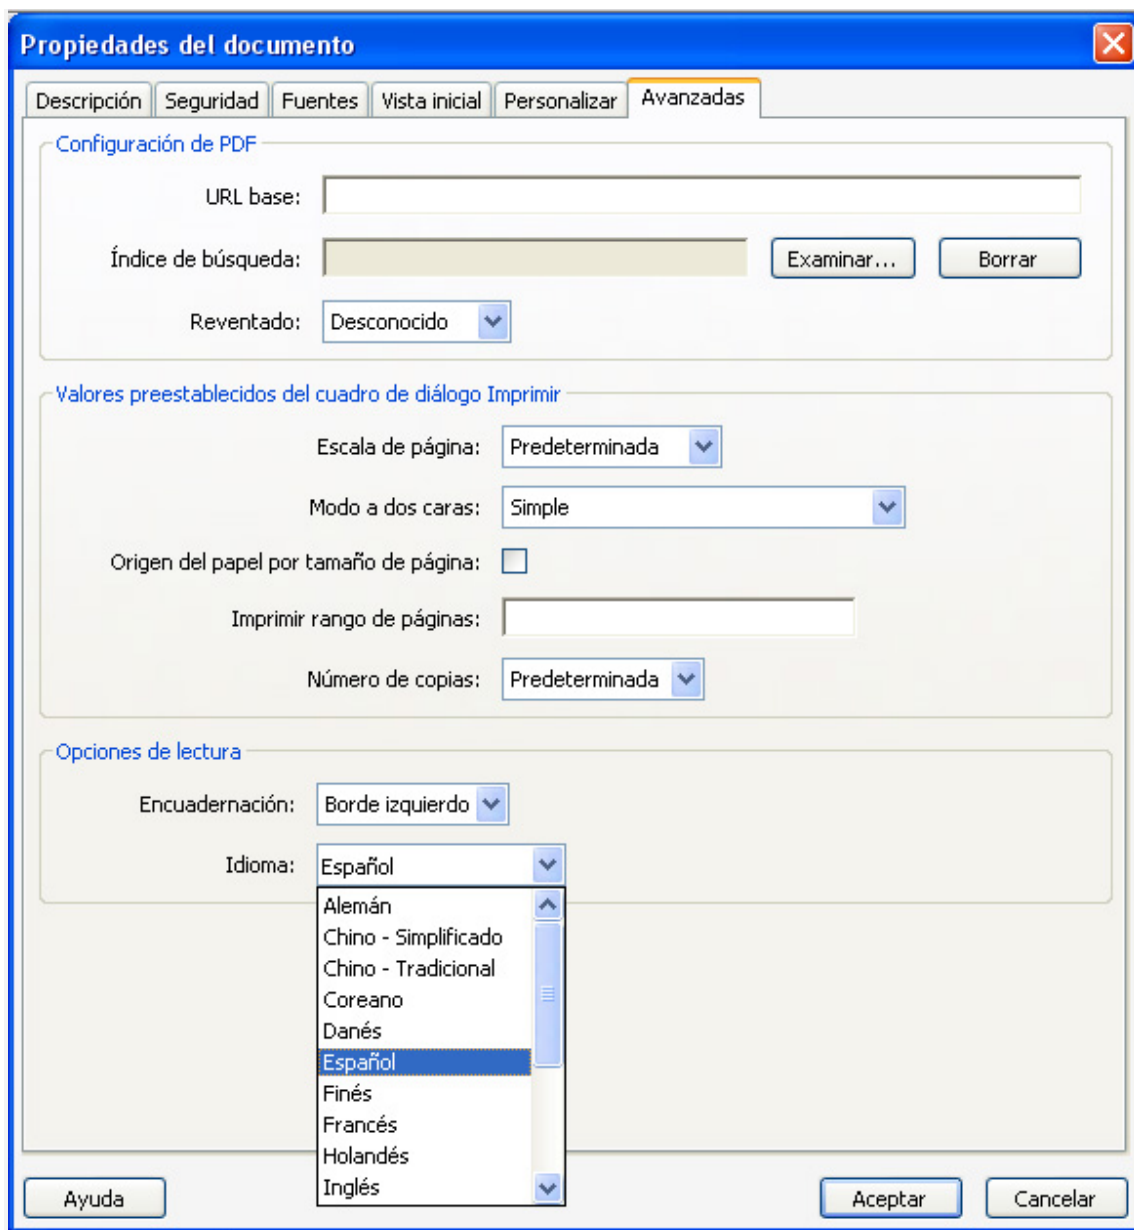 Propiedades del documento
Descripción Seguridad Fuentes Vista inicial Personalizar Avanzadas
Configuración de PDF
URL base:
Índice de búsqueda: Examinar... Borrar
Reventado: Desconocido
Valores preestablecidos del cuadro de diálogo Imprimir
Escala de página: Predeterminada
Modo a dos caras: Simple
Origen del papel por tamaño de página:
Imprimir rango de páginas:
Número de copias: Predeterminada
Opciones de lectura
Encuadernación: Borde izquierdo
Idioma: Español
Alemán
Chino - Simplificado
Chino - Tradicional
Coreano
Danés
Español
Finés
Francés
Holandés
Inglés
Ayuda Aceptar Cancelar